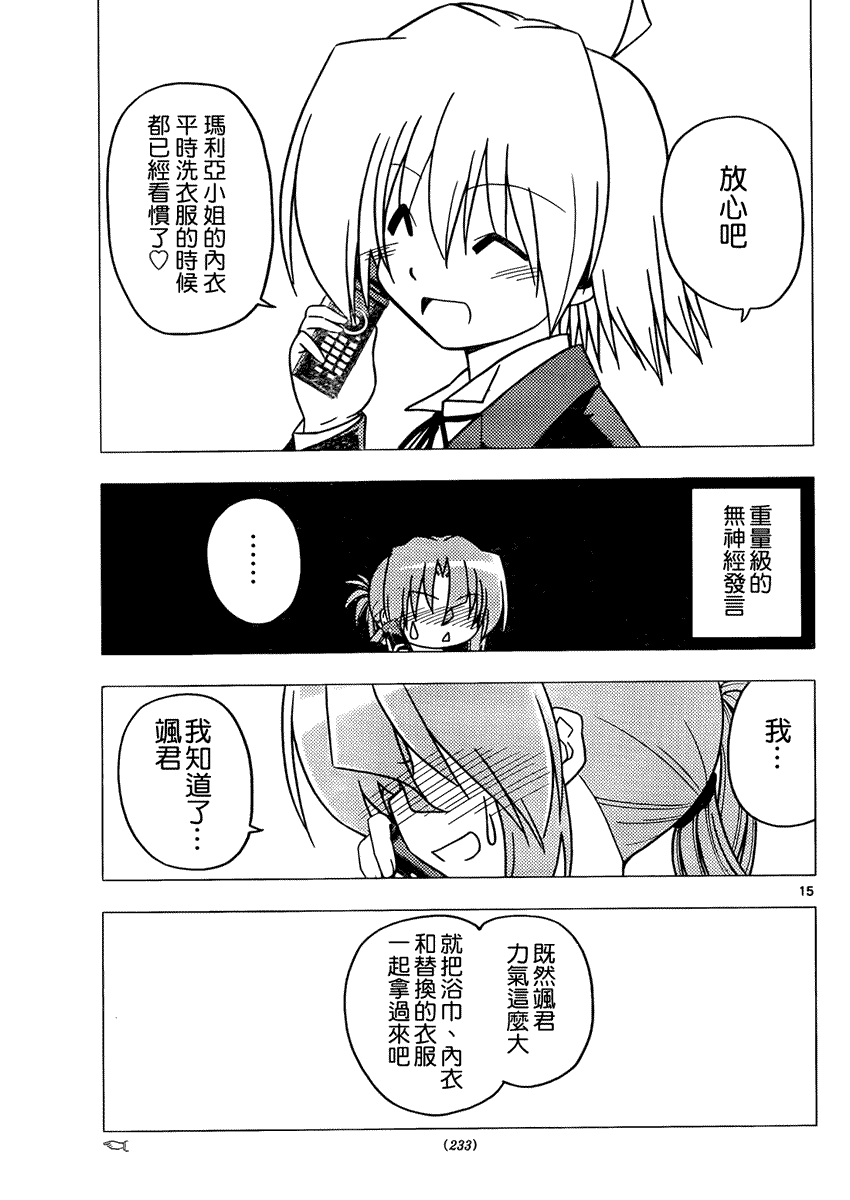 放心吧
瑪利亞小姐的內衣
平時洗衣服的時候
都已經看慣了♡
重量級的
無神經發言
……
我…
我知道了…
颯君
15
既然颯君
力氣這麼大
就把浴巾、內衣
和替換的衣服
一起拿過來吧
(233)